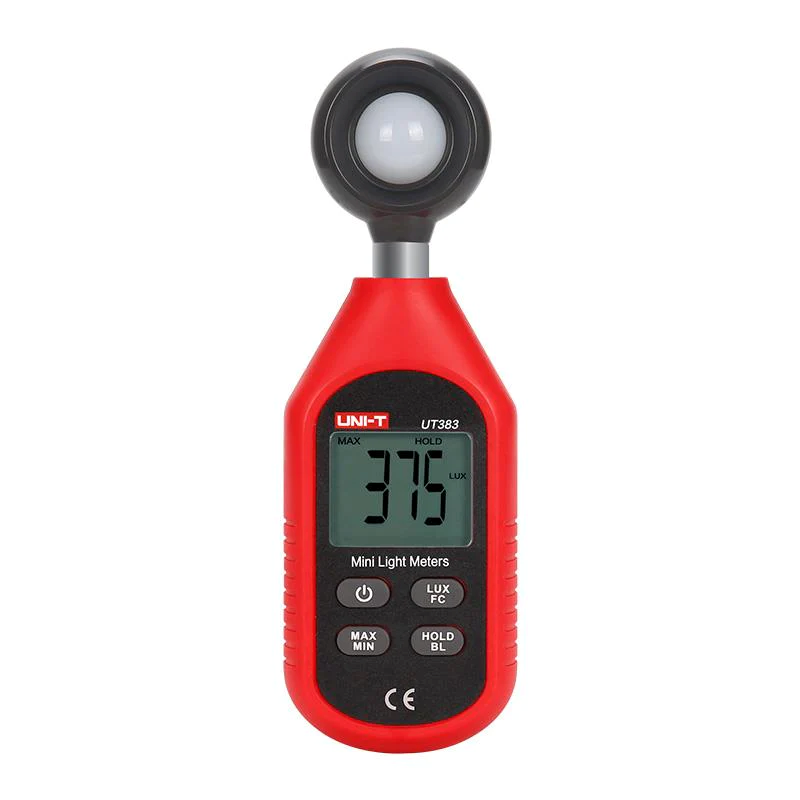 UNI-T UT383
MAX HOLD
375 LUX
Mini Light Meters
LUX
FC
MAX
MIN
HOLD
BL
CE